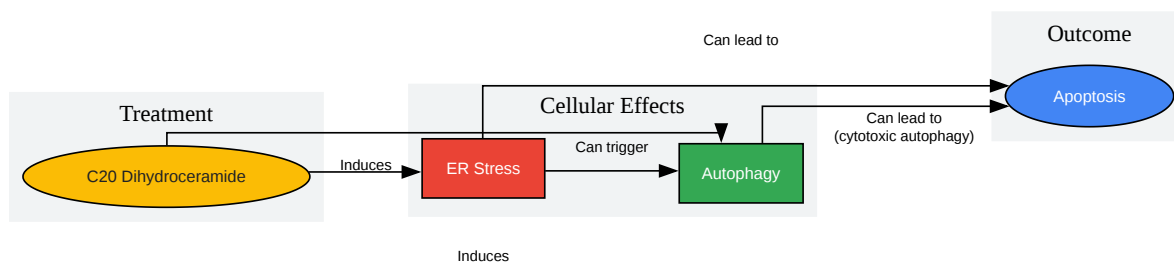 Can lead to
Outcome
Treatment
Cellular Effects
Apoptosis
Can lead to
(cytotoxic autophagy)
Can trigger
Induces
C20 Dihydroceramide
ER Stress
Autophagy
Induces